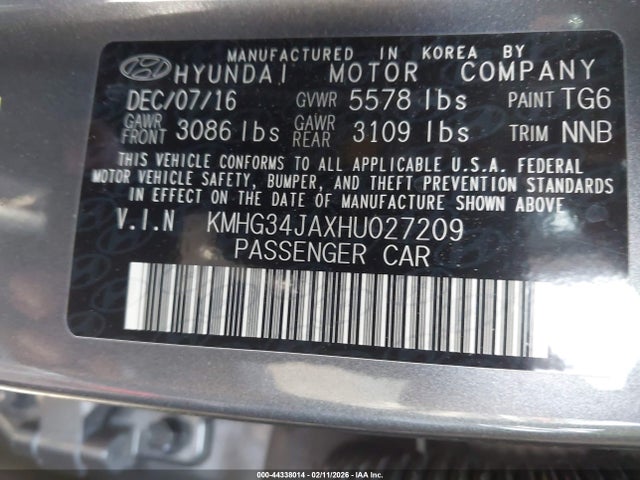 MANUFACTURED IN KOREA BY
HYUNDAI MOTOR COMPANY
DEC/07/16 GVWR 5578 lbs PAINT TG6
GAWR FRONT 3086 lbs GAWR REAR 3109 lbs TRIM NNB
THIS VEHICLE CONFORMS TO ALL APPLICABLE U.S.A. FEDERAL
MOTOR VEHICLE SAFETY, BUMPER, AND THEFT PREVENTION STANDARDS
IN EFFECT ON THE DATE OF MANUFACTURE SHOWN ABOVE
V.I.N KMHG34JAXHU027209
PASSENGER CAR
000-44338014 - 02/11/2026 - IAA Inc.